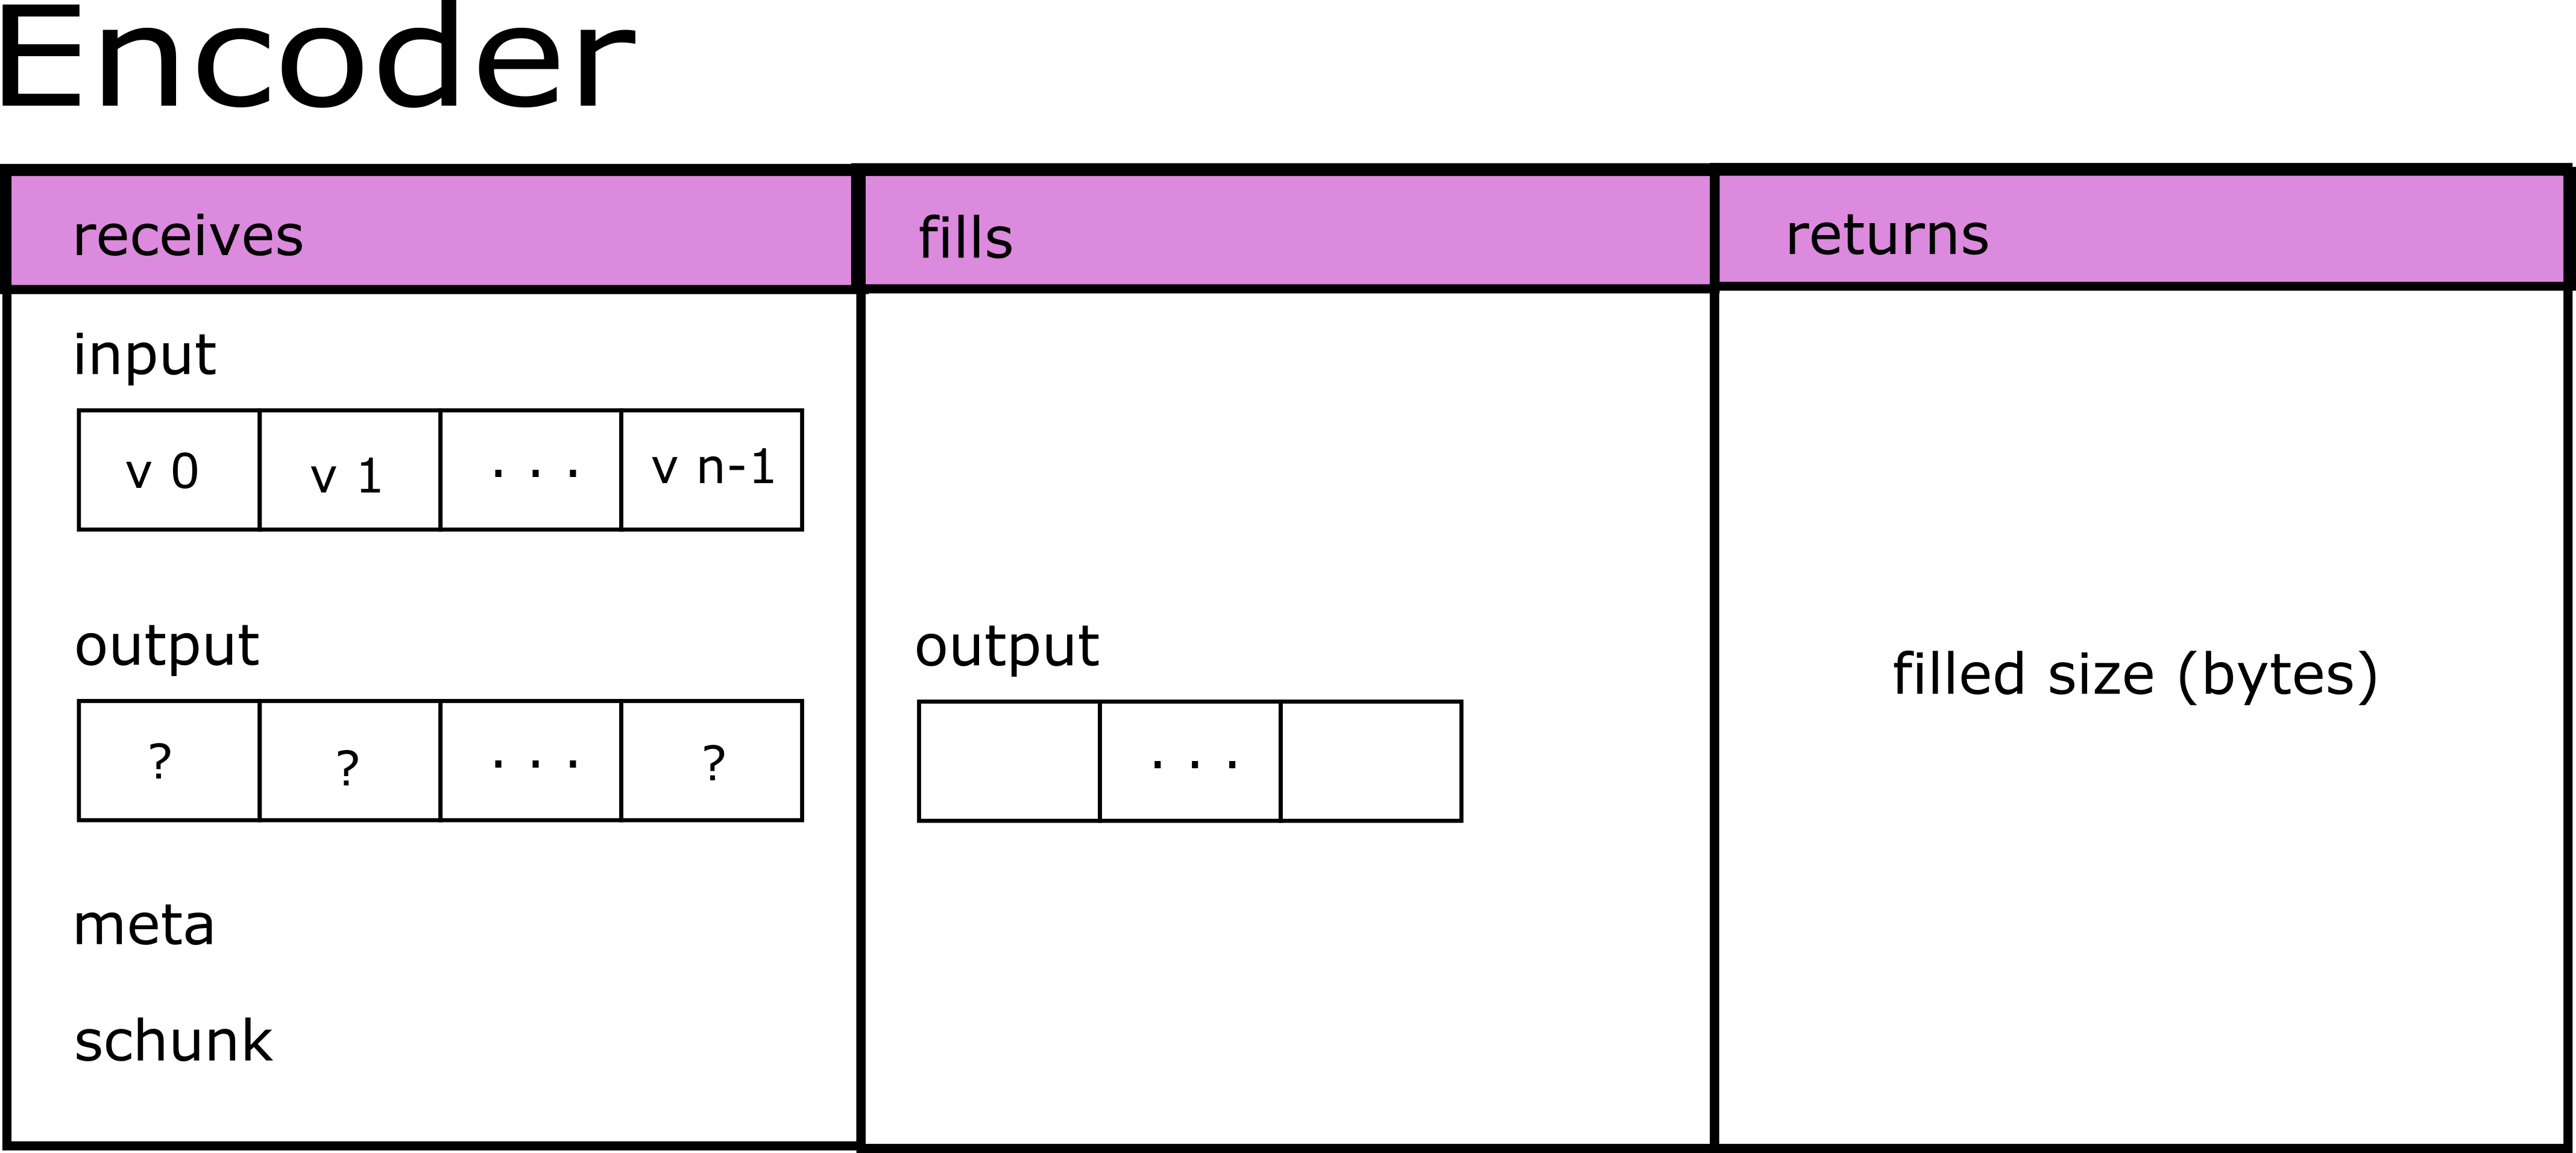 Encoder
receives
fills
returns
input
v 0
v 1
. . .
v n-1
output
? ? . . . ?
output
. . .
filled size (bytes)
meta
schunk